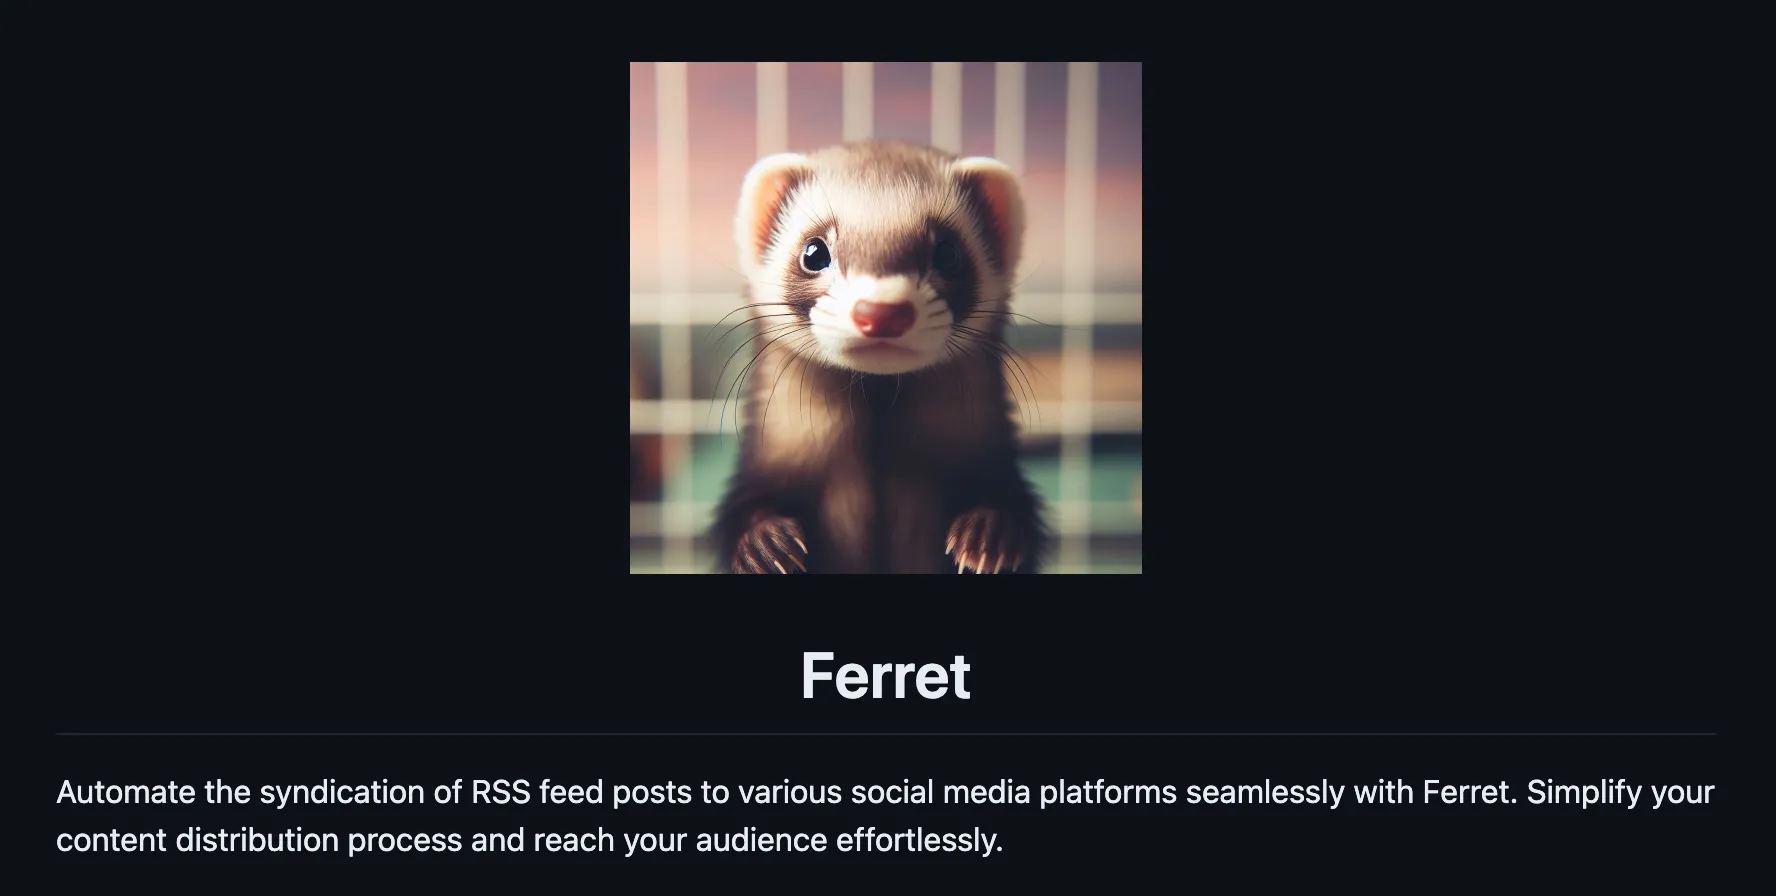 Ferret
Automate the syndication of RSS feed posts to various social media platforms seamlessly with Ferret. Simplify your
content distribution process and reach your audience effortlessly.